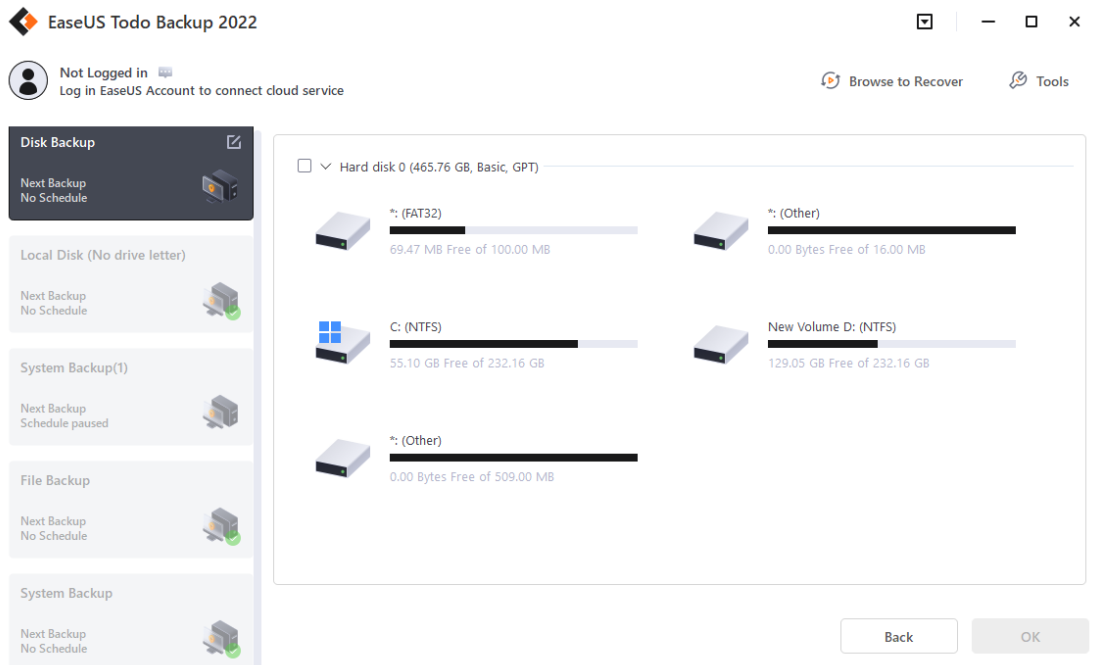 EaseUS Todo Backup 2022
Not Logged in
Log in EaseUS Account to connect cloud service
Browse to Recover
Tools
Disk Backup
Next Backup
No Schedule
Local Disk (No drive letter)
Next Backup
No Schedule
System Backup(1)
Next Backup
Schedule paused
File Backup
Next Backup
No Schedule
System Backup
Next Backup
No Schedule
Hard disk 0 (465.76 GB, Basic, GPT)
*: (FAT32)
69.47 MB Free of 100.00 MB
*: (Other)
0.00 Bytes Free of 16.00 MB
C: (NTFS)
55.10 GB Free of 232.16 GB
New Volume D: (NTFS)
129.05 GB Free of 232.16 GB
*: (Other)
0.00 Bytes Free of 509.00 MB
Back
OK